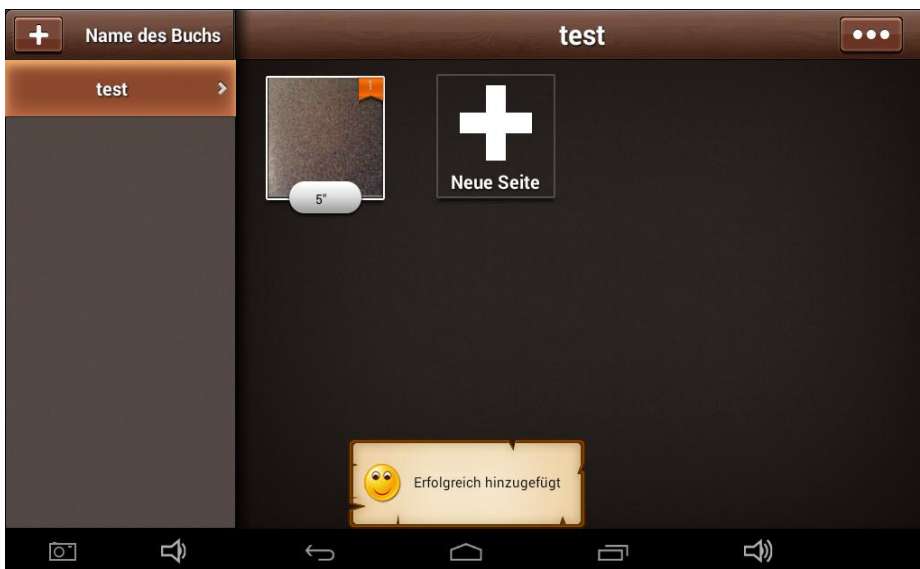 Name des Buchs
test
test
1
5"
Neue Seite
Erfolgreich hinzugefügt